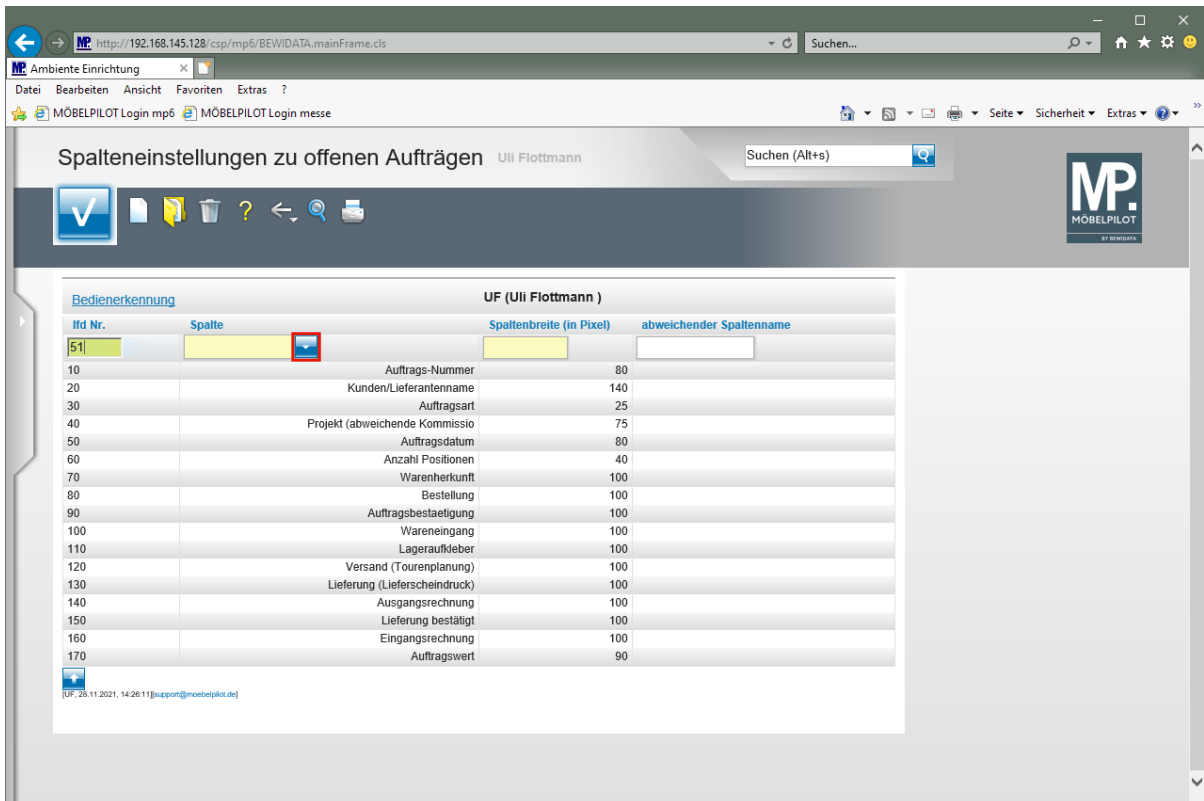 http://192.168.145.128/csp/mp6/BEWIDATA.mainFrame.cls
Suchen...
MP. Ambiente Einrichtung
Datei Bearbeiten Ansicht Favoriten Extras ?
MÖBELPILOT Login mp6 MÖBELPILOT Login messe
Seite Sicherheit Extras
Spalteneinstellungen zu offenen Aufträgen Uli Flottmann
Suchen (Alt+s)
MP.
MÖBELPILOT
BY BEWIDATA
Bedienerkennung UF (Uli Flottmann )
lfd Nr. Spalte Spaltenbreite (in Pixel) abweichender Spaltenname
51
10 Auftrags-Nummer 80
20 Kunden/Lieferantenname 140
30 Auftragsart 25
40 Projekt (abweichende Kommissio 75
50 Auftragsdatum 80
60 Anzahl Positionen 40
70 Warenherkunft 100
80 Bestellung 100
90 Auftragsbestaetigung 100
100 Wareneingang 100
110 Lageraufkleber 100
120 Versand (Tourenplanung) 100
130 Lieferung (Lieferscheindruck) 100
140 Ausgangsrechnung 100
150 Lieferung bestätigt 100
160 Eingangsrechnung 100
170 Auftragswert 90
|UF, 28.11.2021, 14:26:11||support@moebelpilot.de|